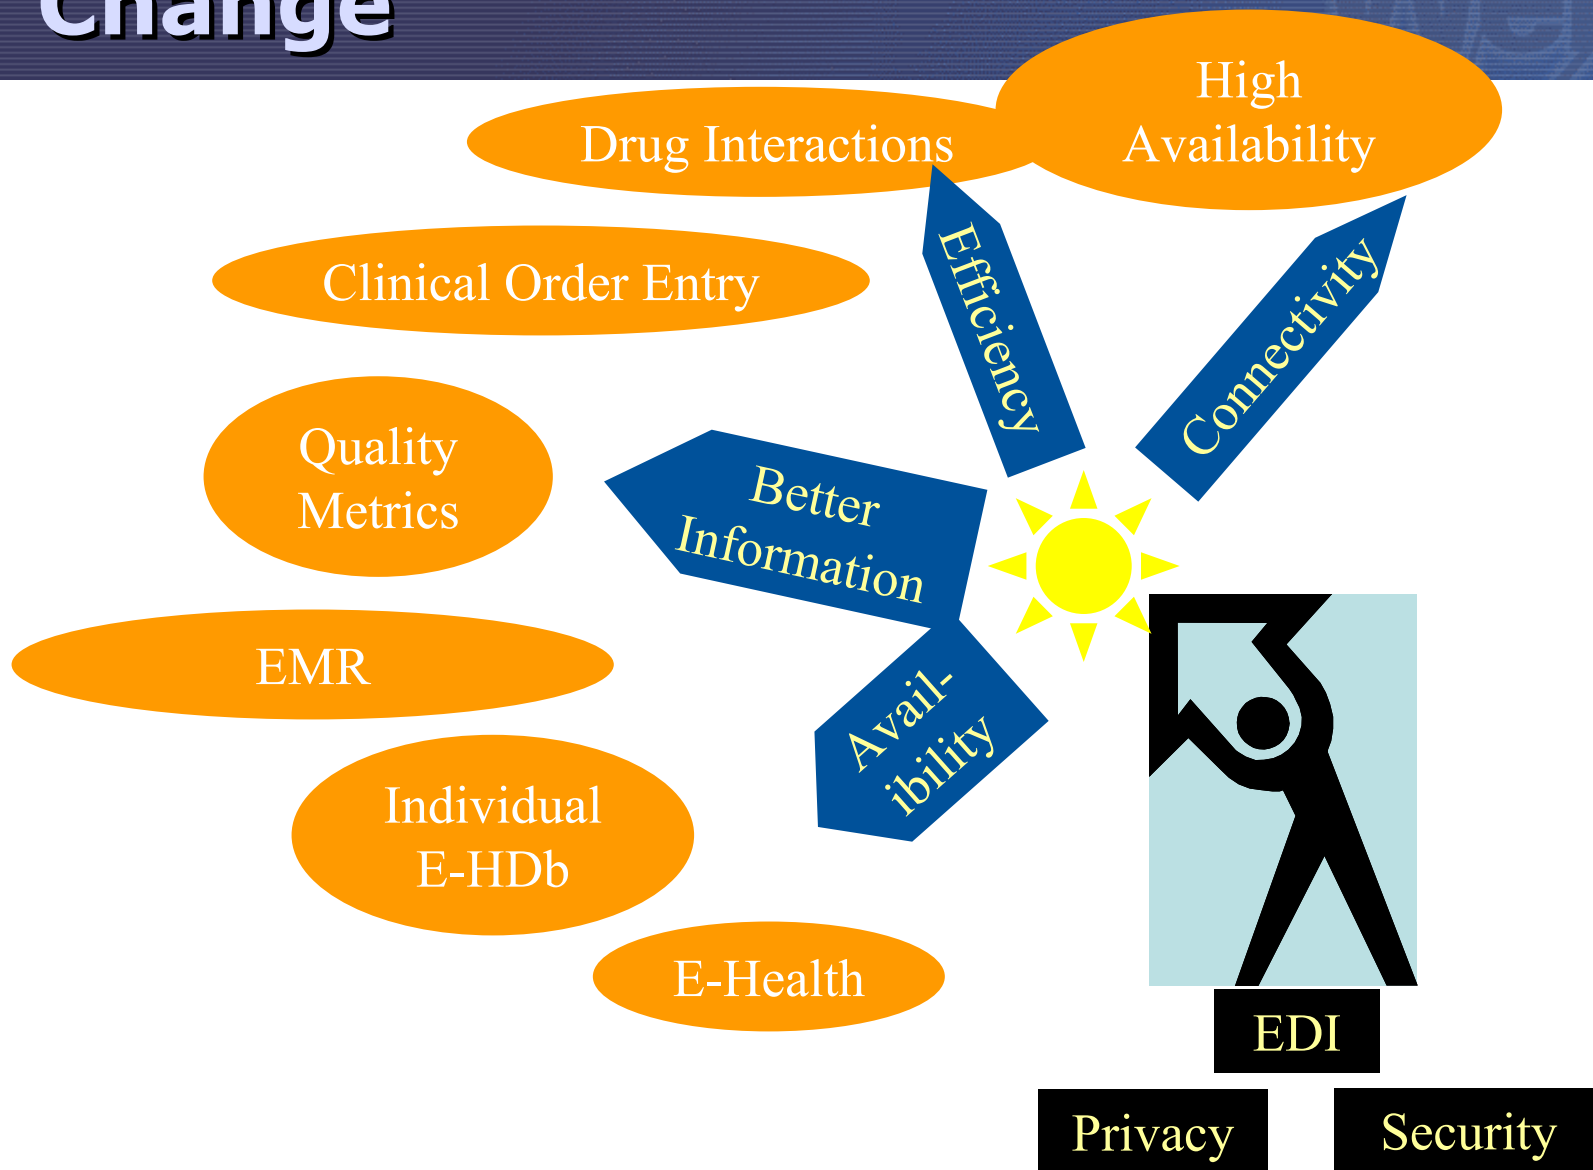 Change
High
Availability
Drug Interactions
Efficiency
Connectivity
Clinical Order Entry
Quality
Metrics
Better
Information
EMR
Avail-
ibility
Individual
E-HDb
E-Health
EDI
Privacy
Security